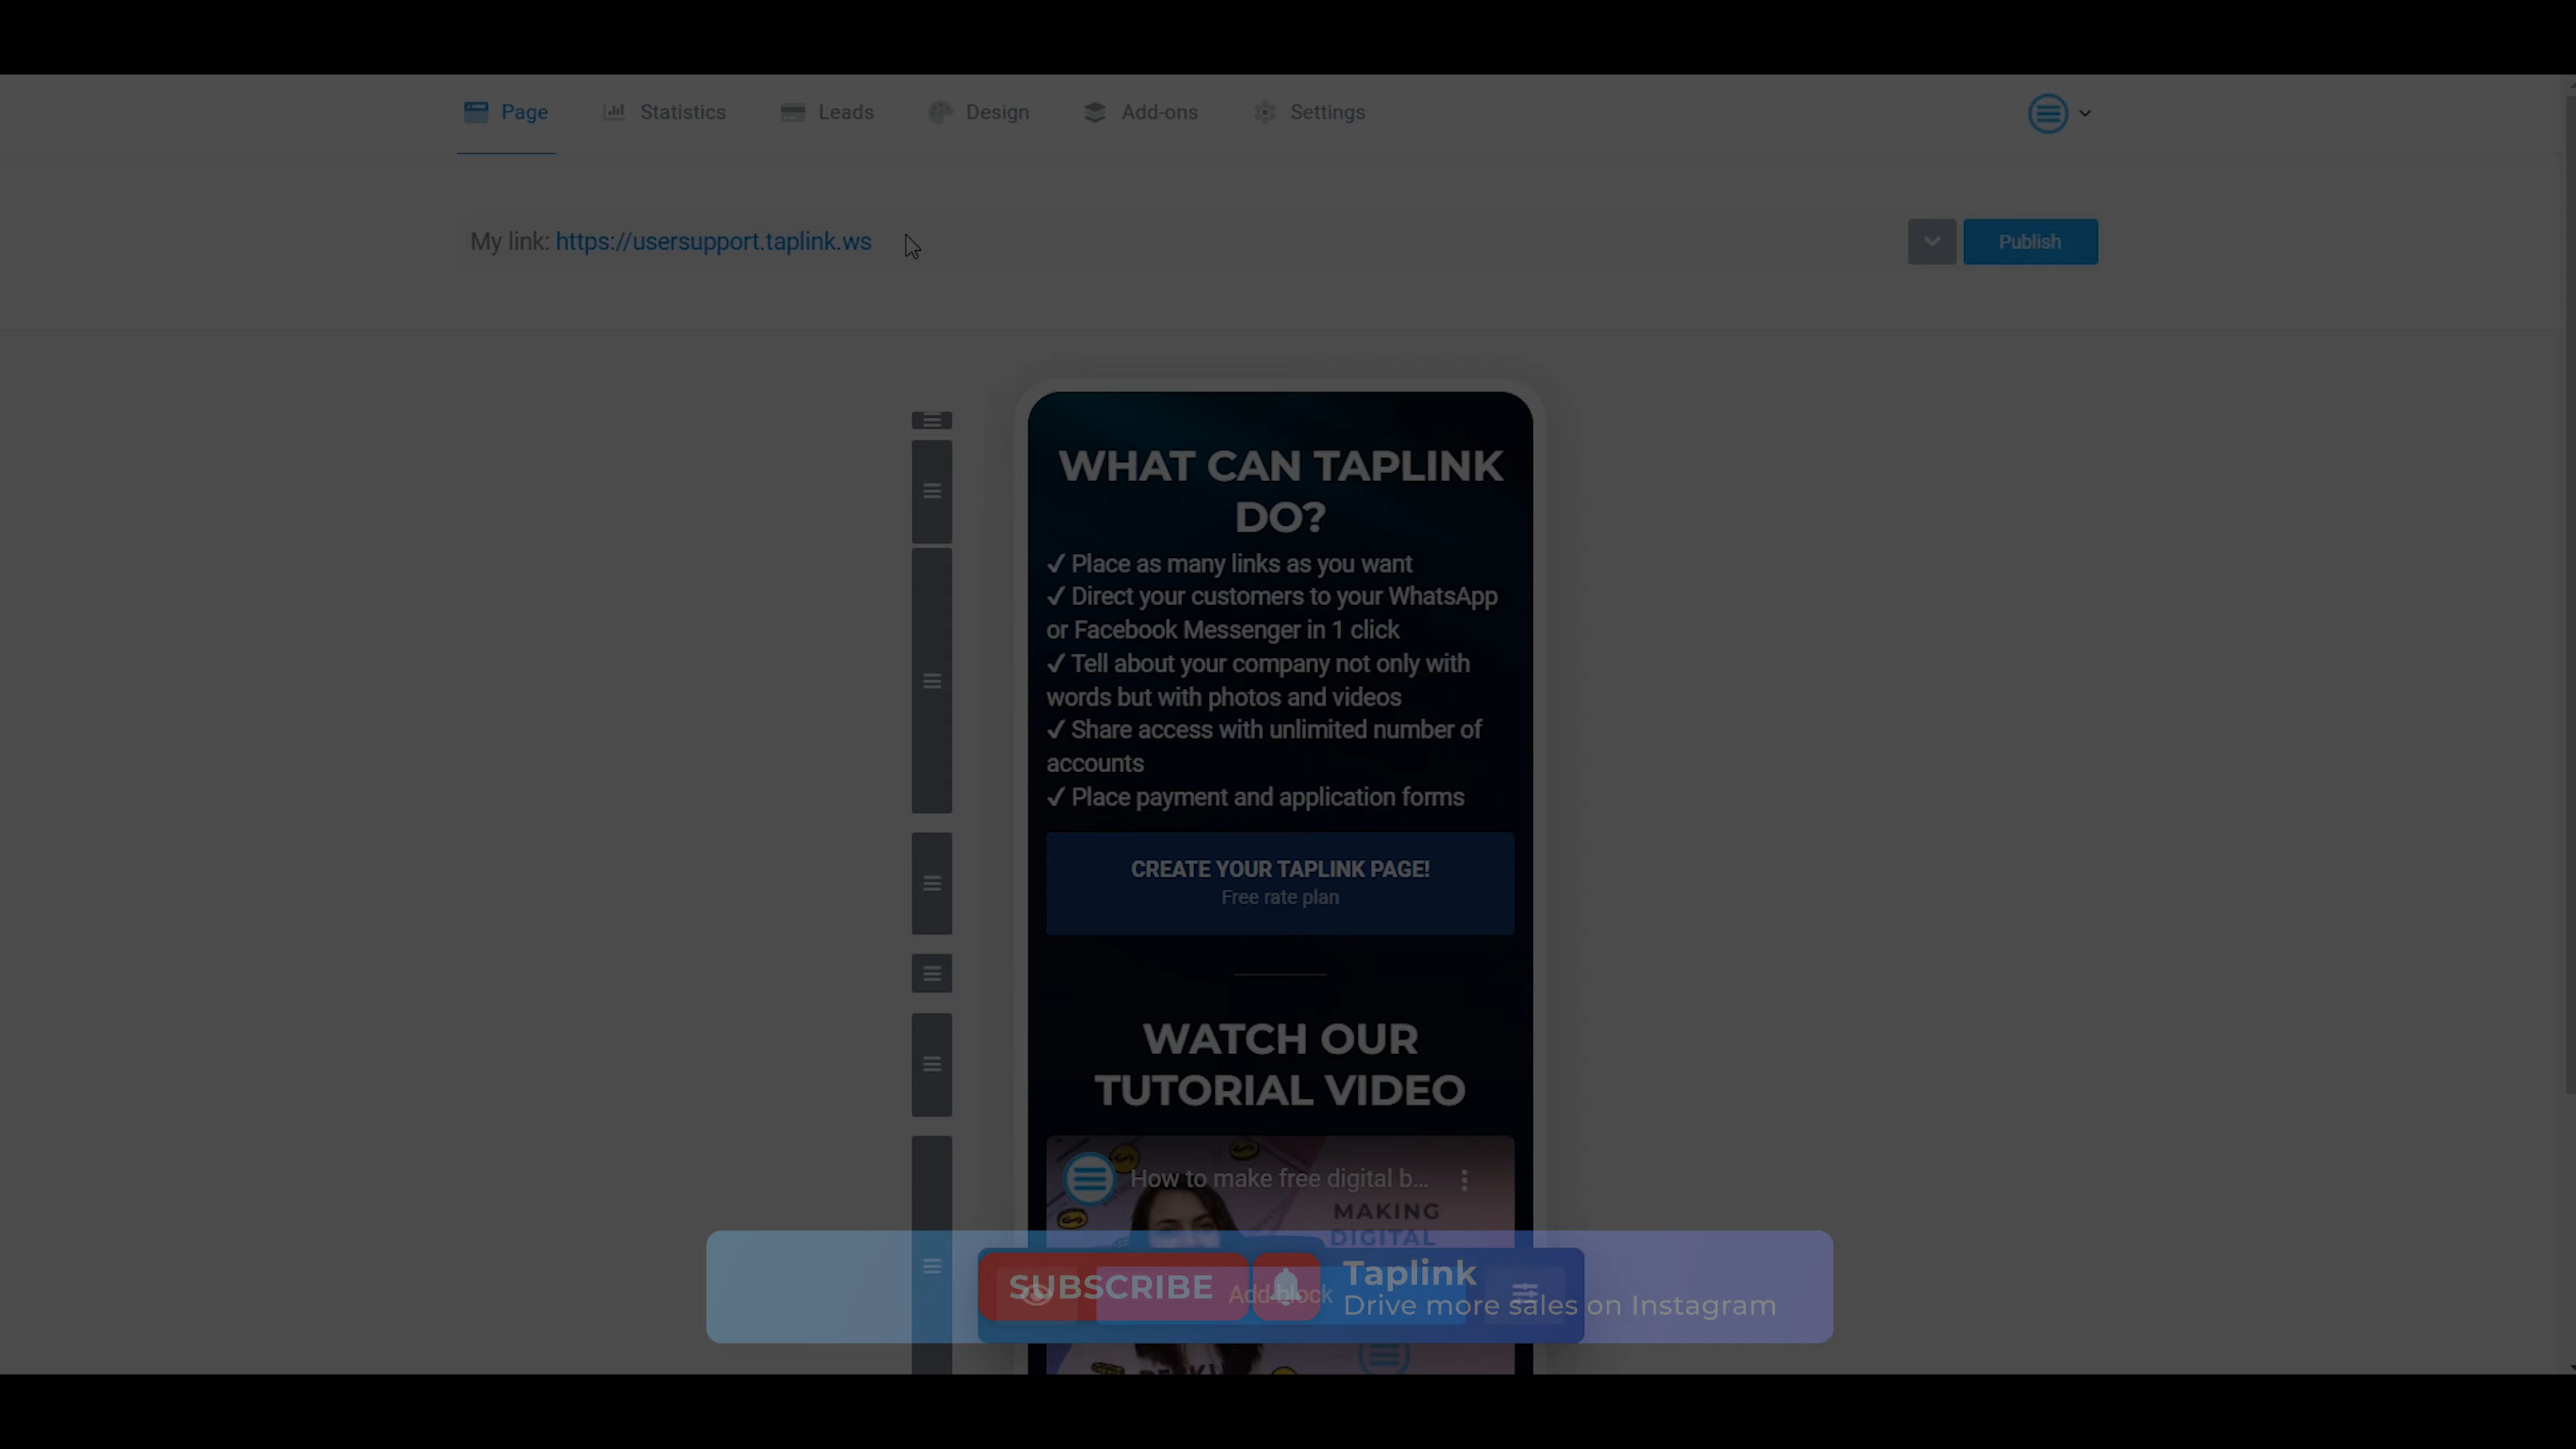 Page Statistics Leads Design Add-ons Settings
My link: https://usersupport.taplink.ws
Publish
WHAT CAN TAPLINK
DO?
✓ Place as many links as you want
✓ Direct your customers to your WhatsApp
or Facebook Messenger in 1 click
✓ Tell about your company not only with
words but with photos and videos
✓ Share access with unlimited number of
accounts
✓ Place payment and application forms
CREATE YOUR TAPLINK PAGE!
Free rate plan
WATCH OUR
TUTORIAL VIDEO
How to make free digital b...
MAKING
DIGITAL
SUBSCRIBE
Add block
Taplink
Drive more sales on Instagram